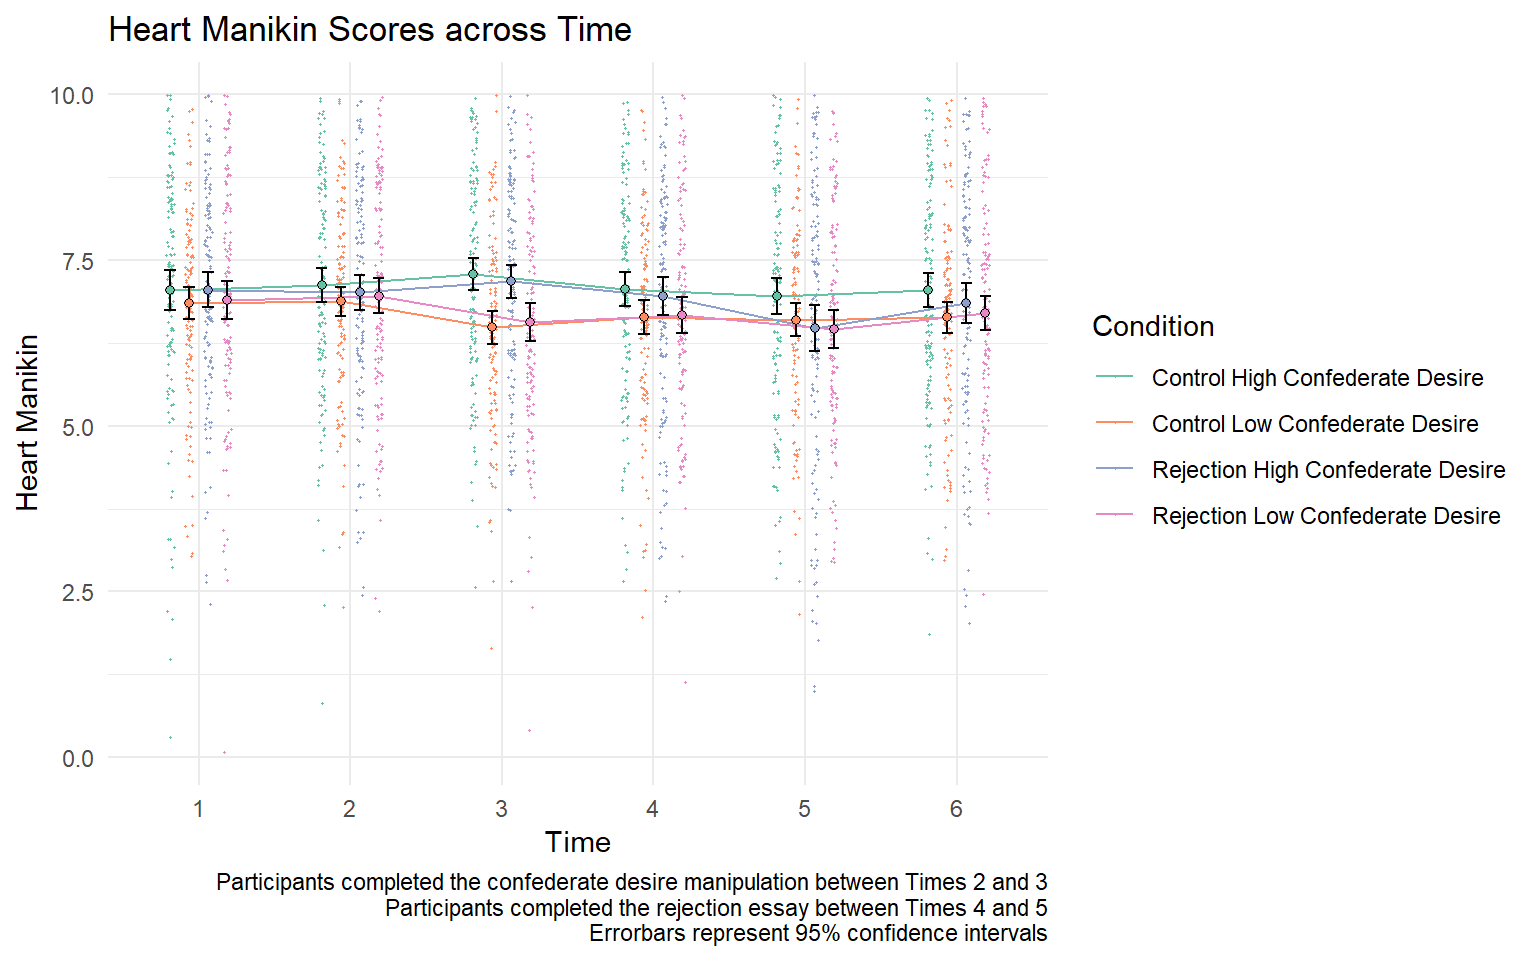 Heart Manikin Scores across Time
10.0
7.5
5.0
2.5
0.0
Heart Manikin
1 2 3 4 5 6
Time
Condition
Control High Confederate Desire
Control Low Confederate Desire
Rejection High Confederate Desire
Rejection Low Confederate Desire
Participants completed the confederate desire manipulation between Times 2 and 3
Participants completed the rejection essay between Times 4 and 5
Errorbars represent 95% confidence intervals